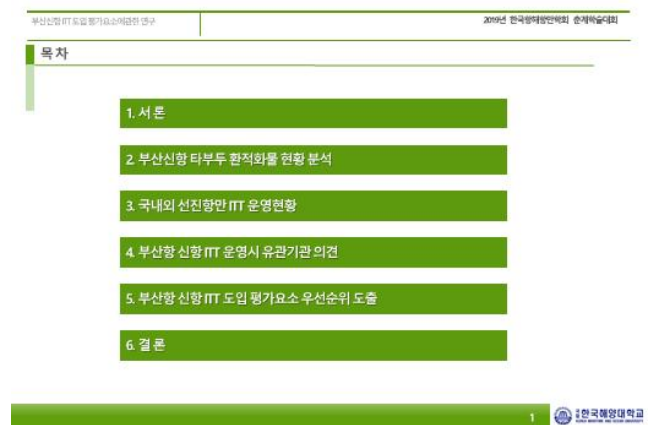 부산신항 ITT 도입 평가요소에관한 연구
2019년 한국항해항만학회 춘계학술대회
목 차
1. 서 론
2. 부산신항 타부두 환적화물 현황 분석
3. 국내외 선진항만 ITT 운영현황
4. 부산항 신항 ITT 운영시 유관기관 의견
5. 부산항 신항 ITT 도입 평가요소 우선순위 도출
6. 결 론
1
한국해양대학교